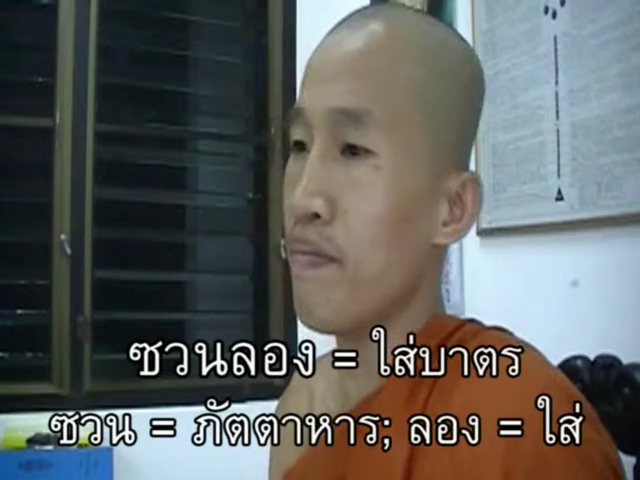 ซวนลอง = ใส่บาตร
ซวน = ภัตตาหาร; ลอง = ใส่